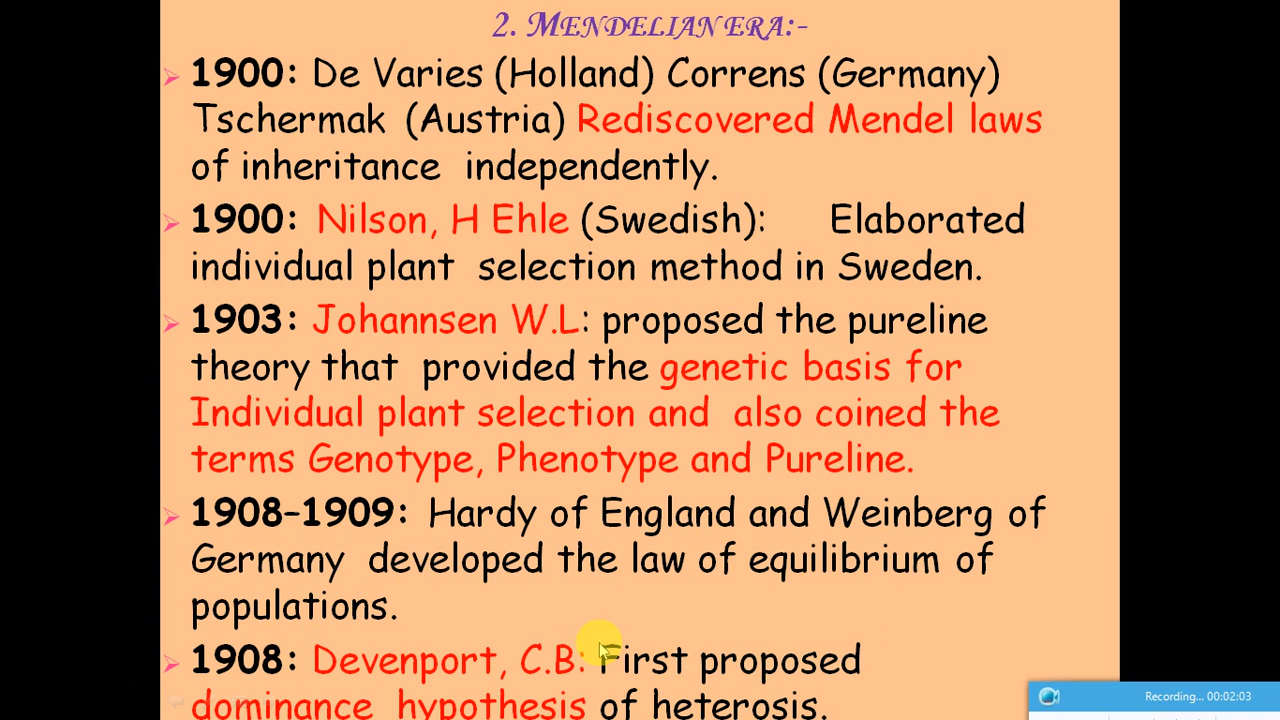 2. MENDELIAN ERA:-
➢ 1900: De Varies (Holland) Correns (Germany)
Tschermak (Austria) Rediscovered Mendel laws
of inheritance independently.
➢ 1900: Nilson, H Ehle (Swedish): Elaborated
individual plant selection method in Sweden.
➢ 1903: Johannsen W.L: proposed the pureline
theory that provided the genetic basis for
Individual plant selection and also coined the
terms Genotype, Phenotype and Pureline.
➢ 1908–1909: Hardy of England and Weinberg of
Germany developed the law of equilibrium of
populations.
➢ 1908: Devenport, C.B: First proposed
dominance hypothesis of heterosis.
Recording... 00:02:03